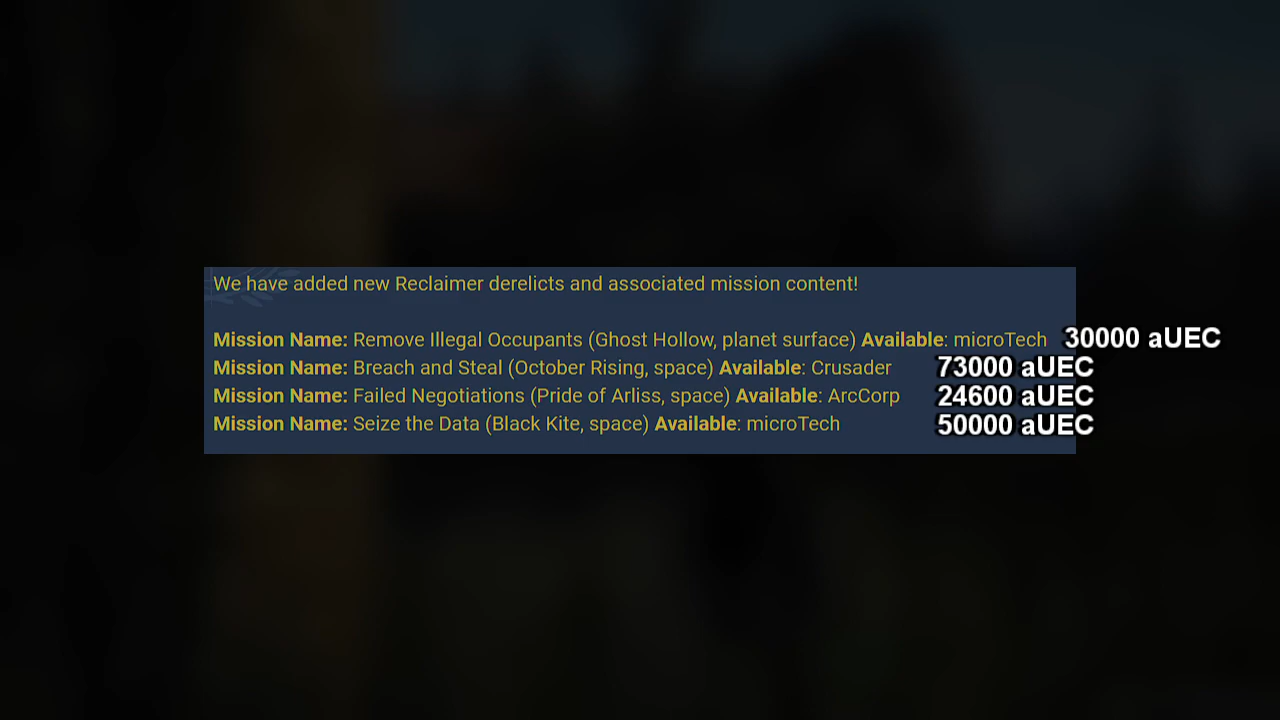 We have added new Reclaimer derelicts and associated mission content!
Mission Name: Remove Illegal Occupants (Ghost Hollow, planet surface) Available: microTech 30000 aUEC
Mission Name: Breach and Steal (October Rising, space) Available: Crusader 73000 aUEC
Mission Name: Failed Negotiations (Pride of Arliss, space) Available: ArcCorp 24600 aUEC
Mission Name: Seize the Data (Black Kite, space) Available: microTech 50000 aUEC